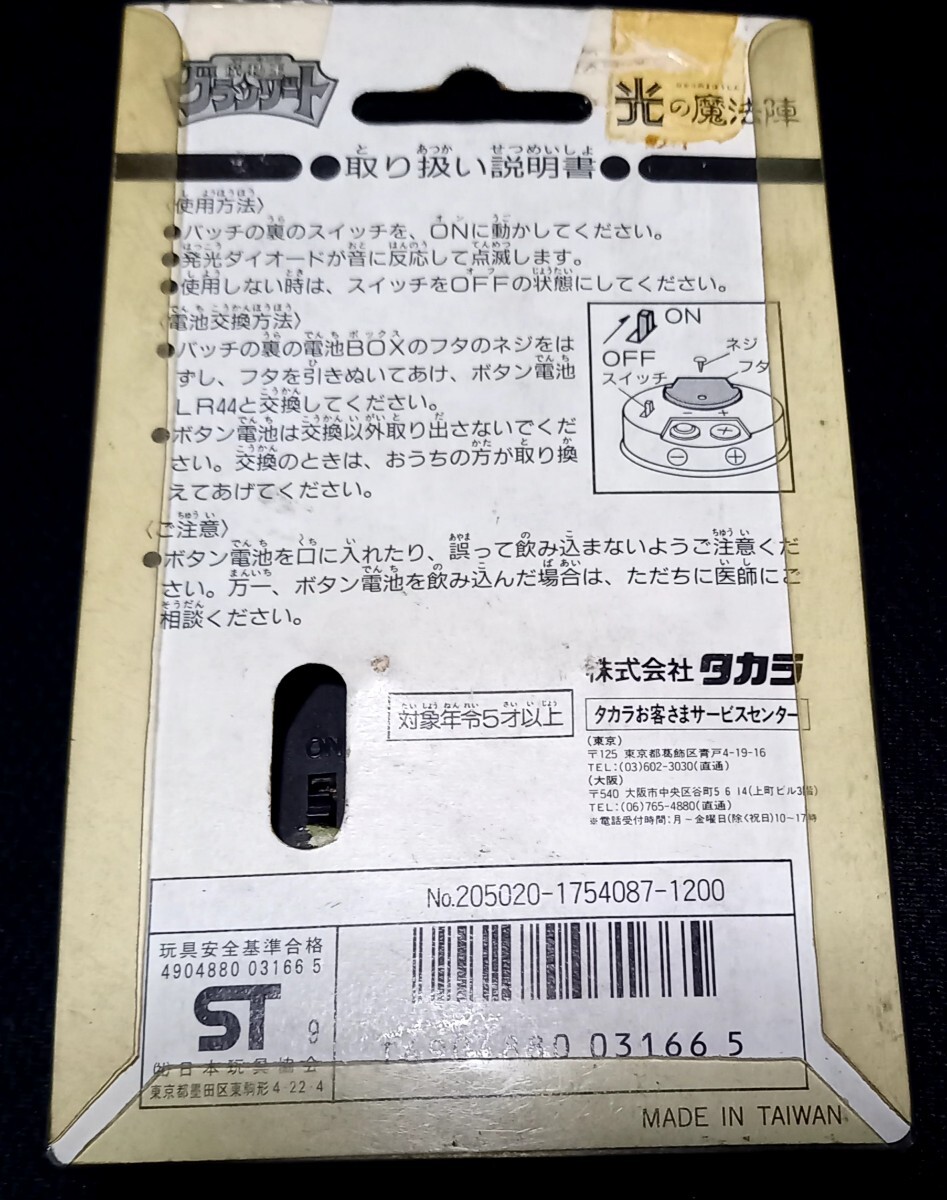 グランゾート
光の魔法陣
●取り扱い説明書●
〈使用方法〉
●バッチの裏のスイッチを、ONに動かしてください。
●発光ダイオードが音に反応して点滅します。
●使用しない時は、スイッチをOFFの状態にしてください。
〈電池交換方法〉
●バッチの裏の電池BOXのフタのネジをは
ずし、フタを引きぬいてあけ、ボタン電池
LR44と交換してください。
●ボタン電池は交換以外取り出さないでくだ
さい。交換のときは、おうちの方が取り換
えてあげてください。
ON
OFF
スイッチ
ネジ
フタ
− +
⊖ ⊕
〈ご注意〉
●ボタン電池を口に入れたり、誤って飲み込まないようご注意くだ
さい。万一、ボタン電池を飲み込んだ場合は、ただちに医師にご
相談ください。
ON
対象年令5才以上
株式会社 タカラ
タカラお客さまサービスセンター
(東京)
〒125 東京都葛飾区青戸4-19-16
TEL:(03)602-3030(直通)
(大阪)
〒540 大阪市中央区谷町5 6 14(上町ビル3階)
TEL:(06)765-4880(直通)
※電話受付時間:月〜金曜日(除く祝日)10〜17時
No.205020-1754087-1200
玩具安全基準合格
4904880 03166 5
ST 9
㈳日本玩具協会
東京都墨田区東駒形4-22-4
4904880 031665
MADE IN TAIWAN